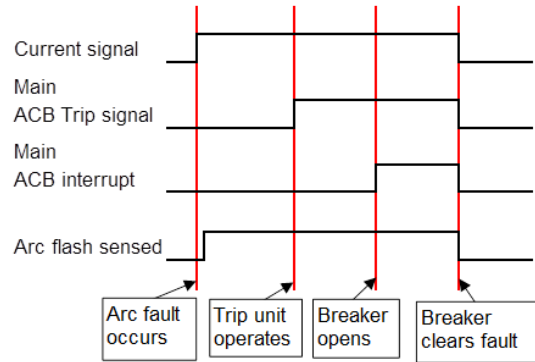 Current signal
Main
ACB Trip signal
Main
ACB interrupt
Arc flash sensed
Arc fault
occurs
Trip unit
operates
Breaker
opens
Breaker
clears fault